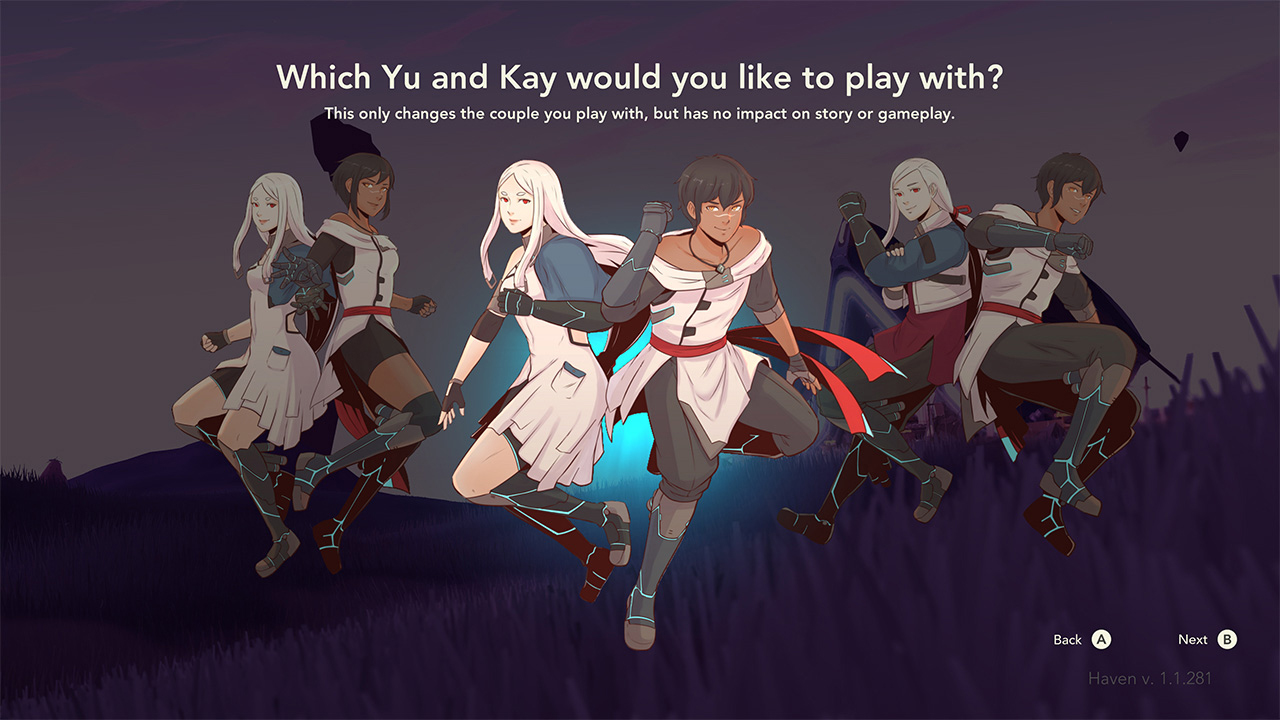 Which Yu and Kay would you like to play with?
This only changes the couple you play with, but has no impact on story or gameplay.
Back A Next B
Haven v. 1.1.281